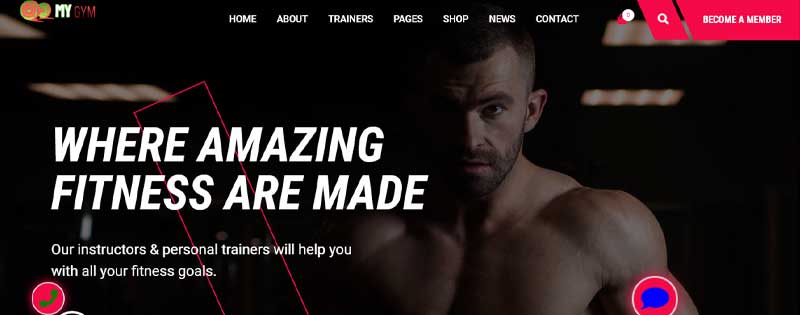 MY GYM
HOME ABOUT TRAINERS PAGES SHOP NEWS CONTACT 0 BECOME A MEMBER
WHERE AMAZING
FITNESS ARE MADE
Our instructors & personal trainers will help you
with all your fitness goals.